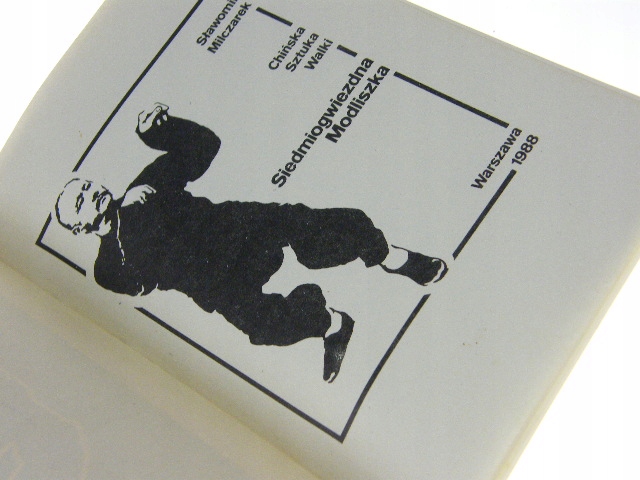 Sławomir
Milczarek
Chińska
Sztuka
Walki
Siedmiogwiezdna
Modliszka
Warszawa
1988